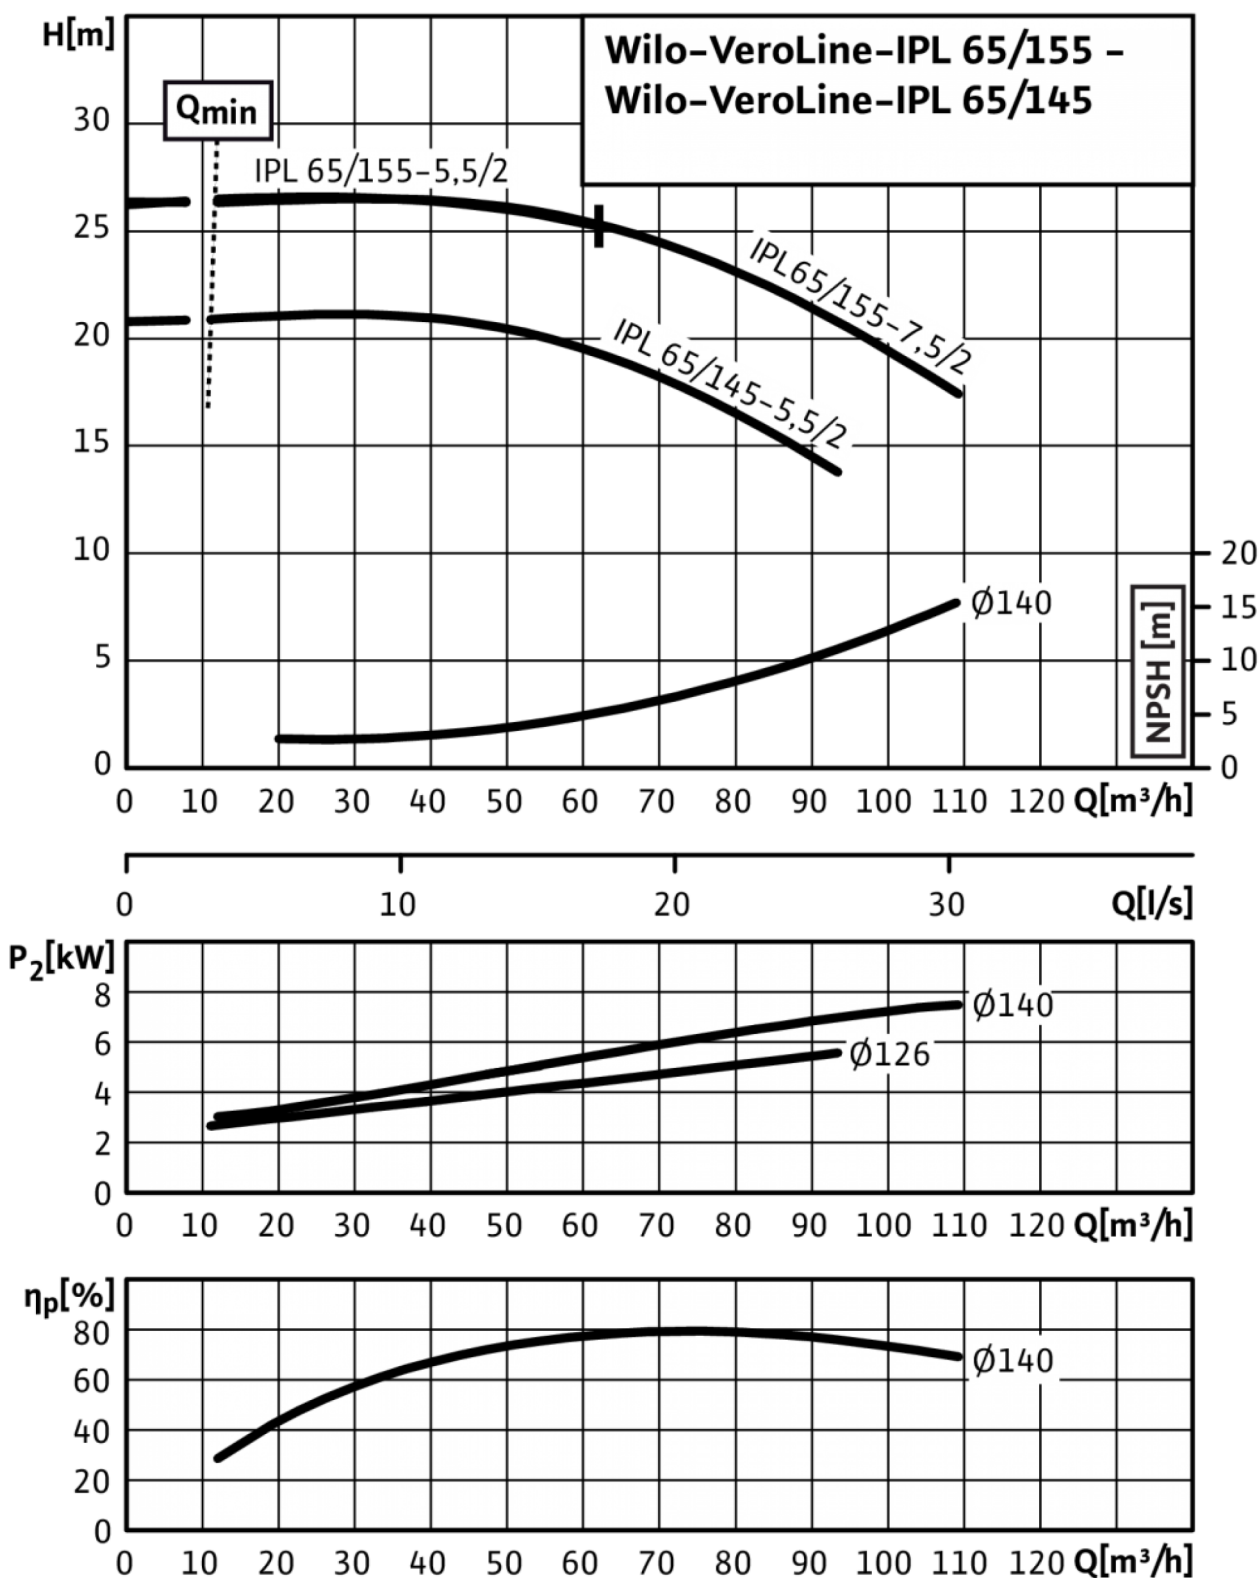 H[m]
Wilo-VeroLine-IPL 65/155 -
Wilo-VeroLine-IPL 65/145
Qmin
30
IPL 65/155-5,5/2
25
IPL65/155-7,5/2
20
IPL 65/145-5,5/2
15
10
20
Ø140
15
5
10
NPSH [m]
5
0
0
0 10 20 30 40 50 60 70 80 90 100 110 120 Q[m³/h]
0 10 20 30 Q[l/s]
P2[kW]
8
Ø140
6
Ø126
4
2
0
0 10 20 30 40 50 60 70 80 90 100 110 120 Q[m³/h]
ηp[%]
80
Ø140
60
40
20
0
0 10 20 30 40 50 60 70 80 90 100 110 120 Q[m³/h]